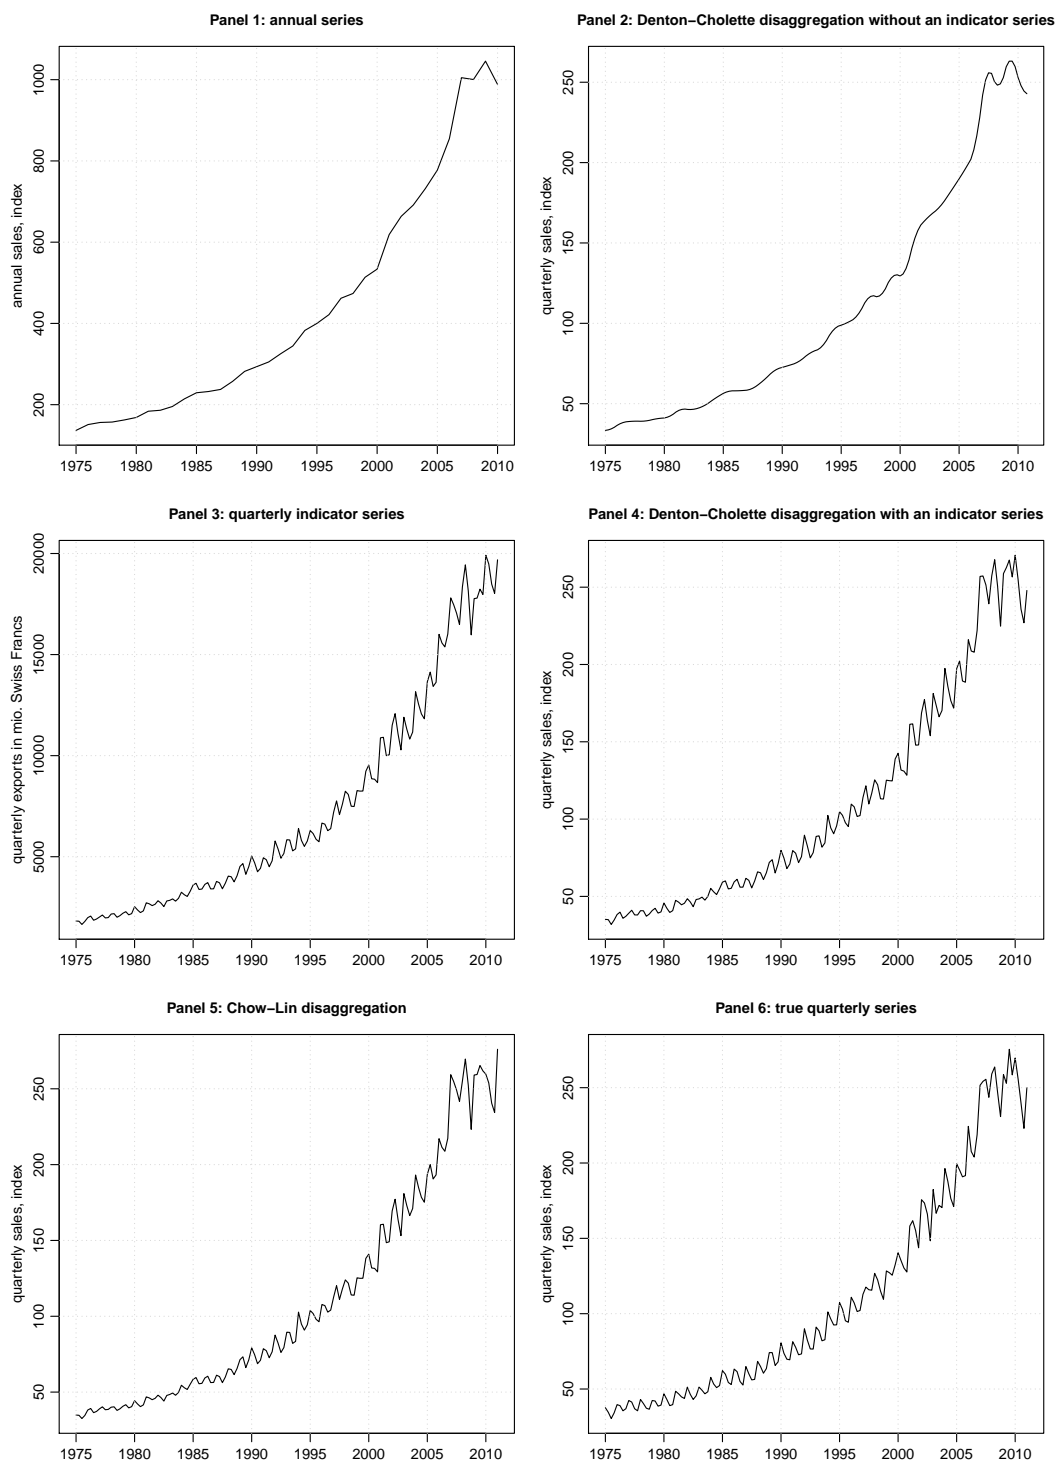 Panel 1: annual series
annual sales, index
1000
800
600
400
200
1975 1980 1985 1990 1995 2000 2005 2010
Panel 2: Denton−Cholette disaggregation without an indicator series
quarterly sales, index
250
200
150
100
50
1975 1980 1985 1990 1995 2000 2005 2010
Panel 3: quarterly indicator series
quarterly exports in mio. Swiss Francs
20000
15000
10000
5000
1975 1980 1985 1990 1995 2000 2005 2010
Panel 4: Denton−Cholette disaggregation with an indicator series
quarterly sales, index
250
200
150
100
50
1975 1980 1985 1990 1995 2000 2005 2010
Panel 5: Chow−Lin disaggregation
quarterly sales, index
250
200
150
100
50
1975 1980 1985 1990 1995 2000 2005 2010
Panel 6: true quarterly series
quarterly sales, index
250
200
150
100
50
1975 1980 1985 1990 1995 2000 2005 2010